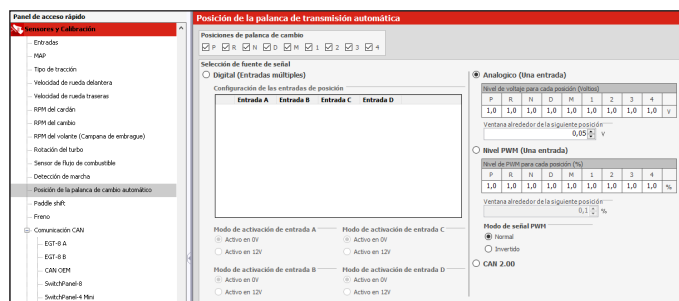 Panel de acceso rápido
Sensores y Calibración
Entradas
MAP
Tipo de tracción
Velocidad de rueda delantera
Velocidad de rueda traseras
RPM del cardán
RPM del cambio
RPM del volante (Campana de embrague)
Rotación del turbo
Sensor de flujo de combustible
Detección de marcha
Posición de la palanca de cambio automático
Paddle shift
Freno
Comunicación CAN
EGT-8 A
EGT-8 B
CAN OEM
SwitchPanel-8
SwitchPanel-4 Mini
Posición de la palanca de transmisión automática
Posiciones de palanca de cambio
P R N D M 1 2 3 4
Selección de fuente de señal
Digital (Entradas múltiples)
Configuración de las entradas de posición
Entrada A Entrada B Entrada C Entrada D
Modo de activación de entrada A Modo de activación de entrada C
Activo en 0V Activo en 0V
Activo en 12V Activo en 12V
Modo de activación de entrada B Modo de activación de entrada D
Activo en 0V Activo en 0V
Activo en 12V Activo en 12V
Analogico (Una entrada)
Nivel de voltaje para cada posición (Voltios)
P R N D M 1 2 3 4
1,0 1,0 1,0 1,0 1,0 1,0 1,0 1,0 1,0 V
Ventana alrededor de la siguiente posición
0,05 V
Nivel PWM (Una entrada)
Nivel de PWM para cada posición (%)
P R N D M 1 2 3 4
1,0 1,0 1,0 1,0 1,0 1,0 1,0 1,0 1,0 %
Ventana alrededor de la siguiente posición
0,1 %
Modo de señal PWM
Normal
Invertido
CAN 2.00